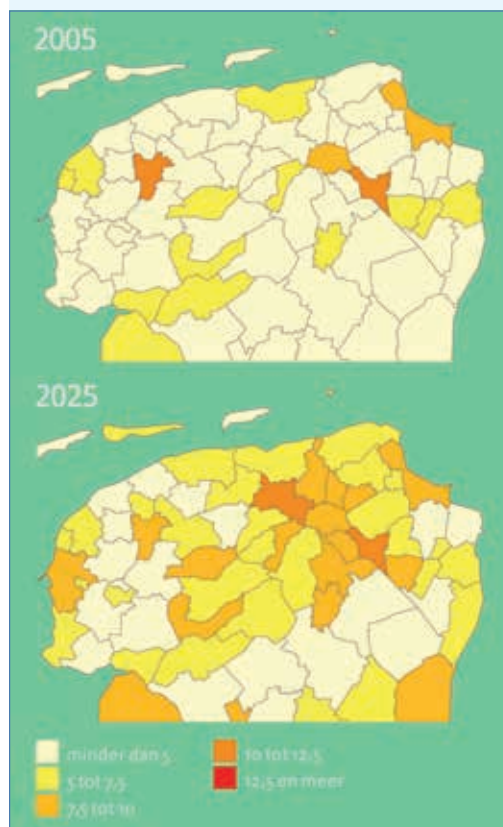 2005
2025
minder dan 5
5 tot 7,5
7,5 tot 10
10 tot 12,5
12,5 en meer